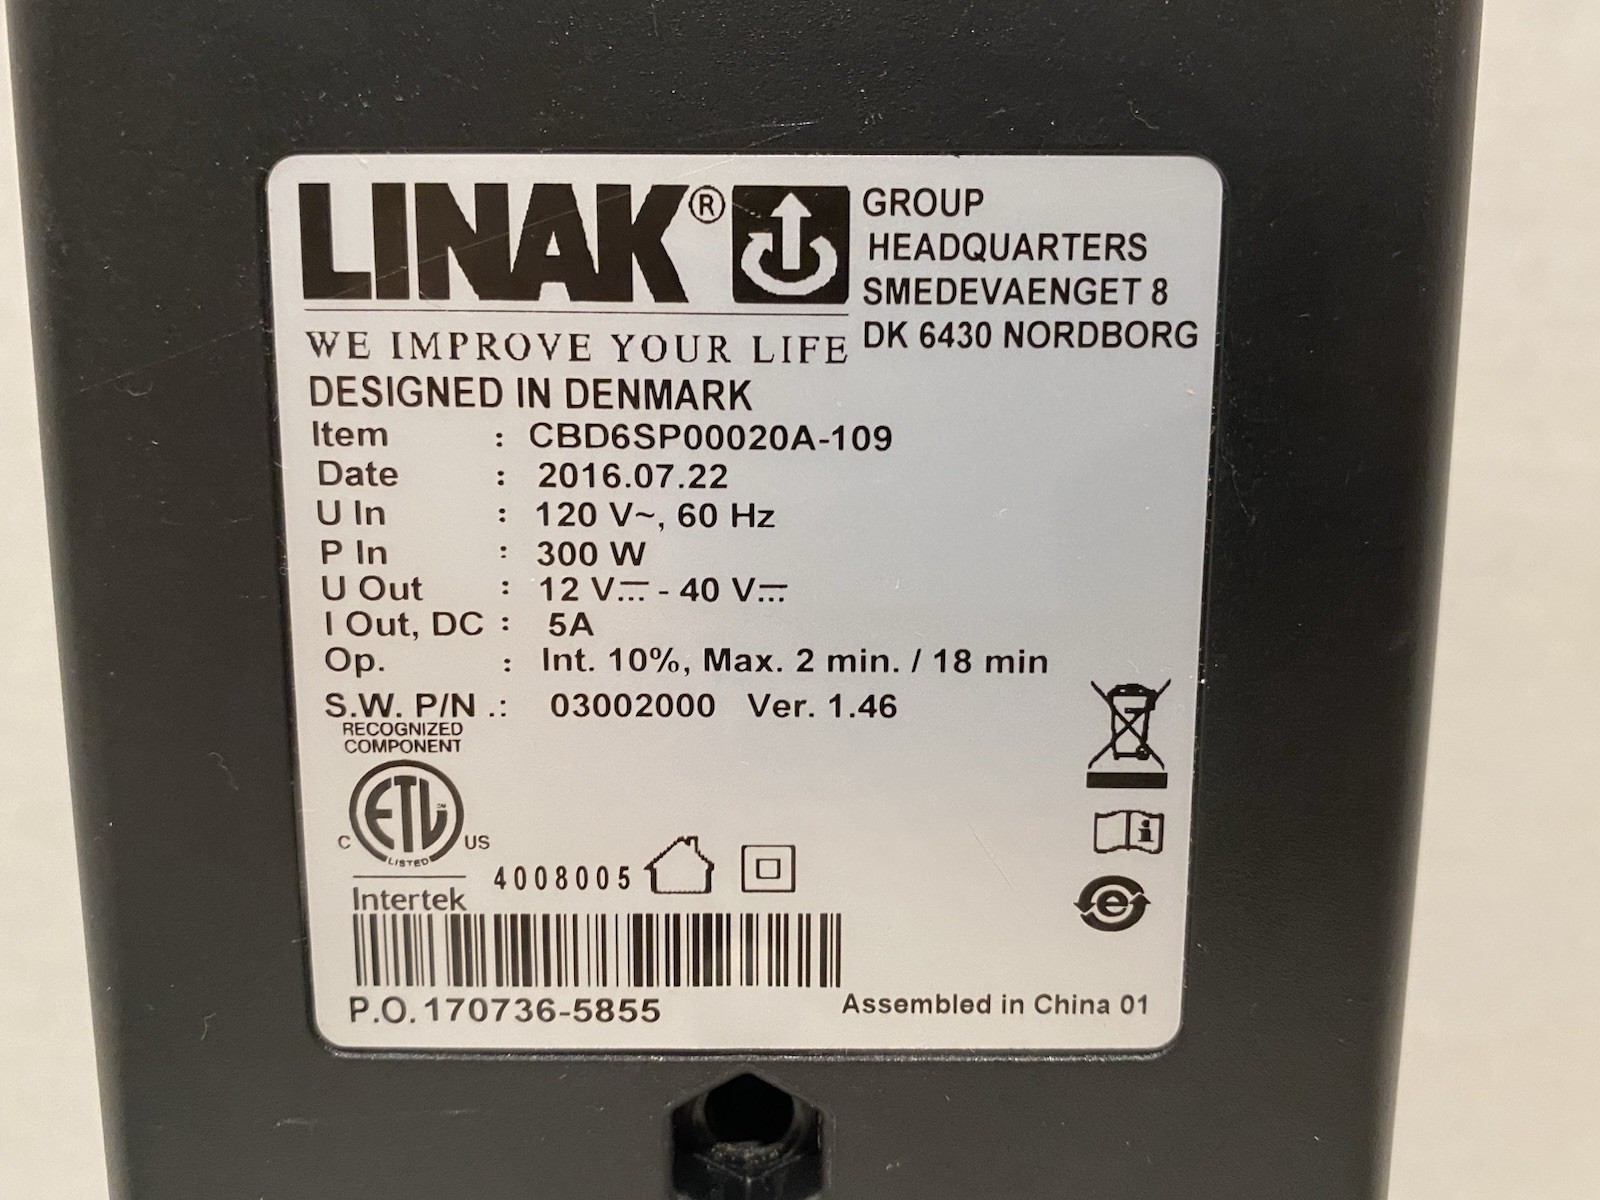 LINAK®
WE IMPROVE YOUR LIFE
GROUP
HEADQUARTERS
SMEDEVAENGET 8
DK 6430 NORDBORG
DESIGNED IN DENMARK
Item : CBD6SP00020A-109
Date : 2016.07.22
U In : 120 V~, 60 Hz
P In : 300 W
U Out : 12 V⎓ - 40 V⎓
I Out, DC : 5A
Op. : Int. 10%, Max. 2 min. / 18 min
S.W. P/N .: 03002000 Ver. 1.46
RECOGNIZED
COMPONENT
ETL
LISTED
C US
Intertek
4008005
i
e
P.O. 170736-5855
Assembled in China 01